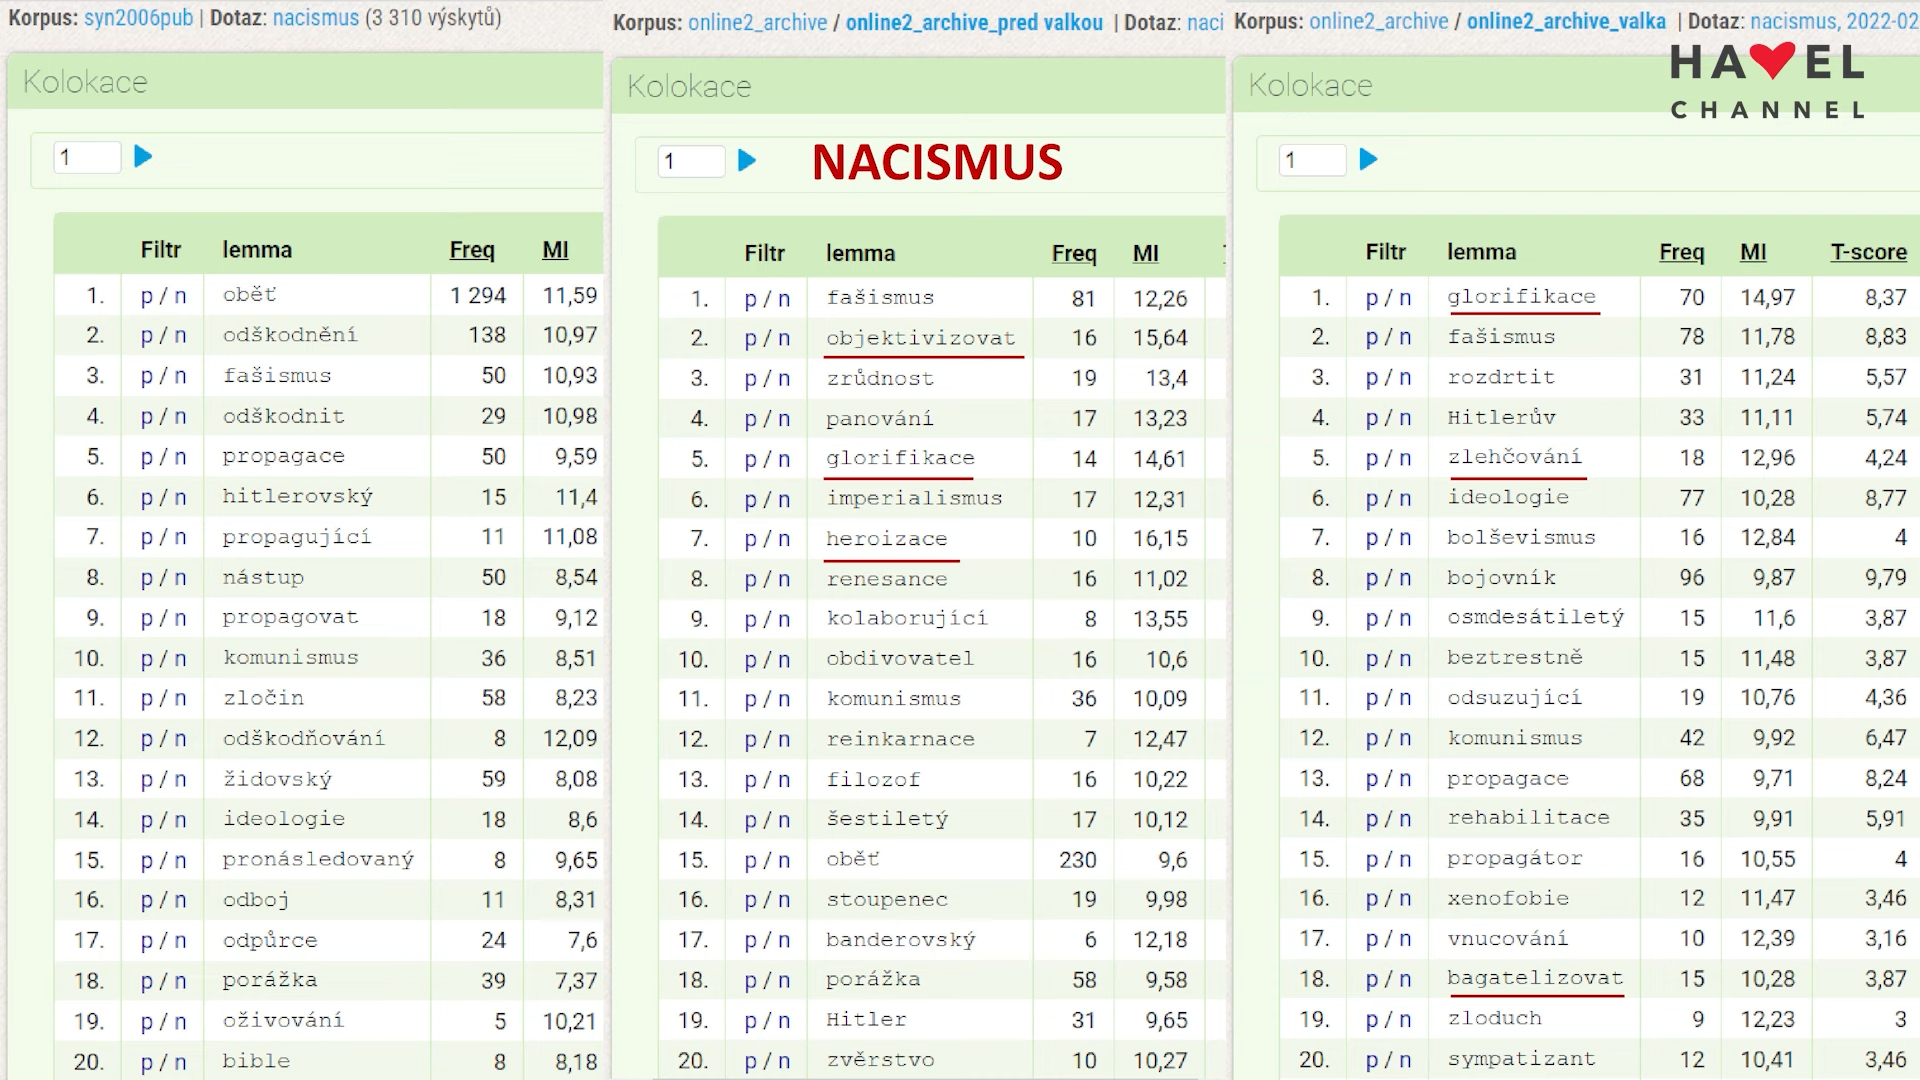 Korpus: syn2006pub | Dotaz: nacismus (3 310 výskytů)
Kolokace
1
Filtr lemma Freq MI
1. p / n oběť 1 294 11,59
2. p / n odškodnění 138 10,97
3. p / n fašismus 50 10,93
4. p / n odškodnit 29 10,98
5. p / n propagace 50 9,59
6. p / n hitlerovský 15 11,4
7. p / n propagující 11 11,08
8. p / n nástup 50 8,54
9. p / n propagovat 18 9,12
10. p / n komunismus 36 8,51
11. p / n zločin 58 8,23
12. p / n odškodňování 8 12,09
13. p / n židovský 59 8,08
14. p / n ideologie 18 8,6
15. p / n pronásledovaný 8 9,65
16. p / n odboj 11 8,31
17. p / n odpůrce 24 7,6
18. p / n porážka 39 7,37
19. p / n oživování 5 10,21
20. p / n bible 8 8,18
Korpus: online2_archive / online2_archive_pred valkou | Dotaz: naci
Kolokace
1
NACISMUS
Filtr lemma Freq MI
1. p / n fašismus 81 12,26
2. p / n objektivizovat 16 15,64
3. p / n zrůdnost 19 13,4
4. p / n panování 17 13,23
5. p / n glorifikace 14 14,61
6. p / n imperialismus 17 12,31
7. p / n heroizace 10 16,15
8. p / n renesance 16 11,02
9. p / n kolaborující 8 13,55
10. p / n obdivovatel 16 10,6
11. p / n komunismus 36 10,09
12. p / n reinkarnace 7 12,47
13. p / n filozof 16 10,22
14. p / n šestiletý 17 10,12
15. p / n oběť 230 9,6
16. p / n stoupenec 19 9,98
17. p / n banderovský 6 12,18
18. p / n porážka 58 9,58
19. p / n Hitler 31 9,65
20. p / n zvěrstvo 10 10,27
Korpus: online2_archive / online2_archive_valka | Dotaz: nacismus, 2022-02
HAVEL
CHANNEL
Kolokace
1
Filtr lemma Freq MI T-score
1. p / n glorifikace 70 14,97 8,37
2. p / n fašismus 78 11,78 8,83
3. p / n rozdrtit 31 11,24 5,57
4. p / n Hitlerův 33 11,11 5,74
5. p / n zlehčování 18 12,96 4,24
6. p / n ideologie 77 10,28 8,77
7. p / n bolševismus 16 12,84 4
8. p / n bojovník 96 9,87 9,79
9. p / n osmdesátiletý 15 11,6 3,87
10. p / n beztrestně 15 11,48 3,87
11. p / n odsuzující 19 10,76 4,36
12. p / n komunismus 42 9,92 6,47
13. p / n propagace 68 9,71 8,24
14. p / n rehabilitace 35 9,91 5,91
15. p / n propagátor 16 10,55 4
16. p / n xenofobie 12 11,47 3,46
17. p / n vnucování 10 12,39 3,16
18. p / n bagatelizovat 15 10,28 3,87
19. p / n zloduch 9 12,23 3
20. p / n sympatizant 12 10,41 3,46